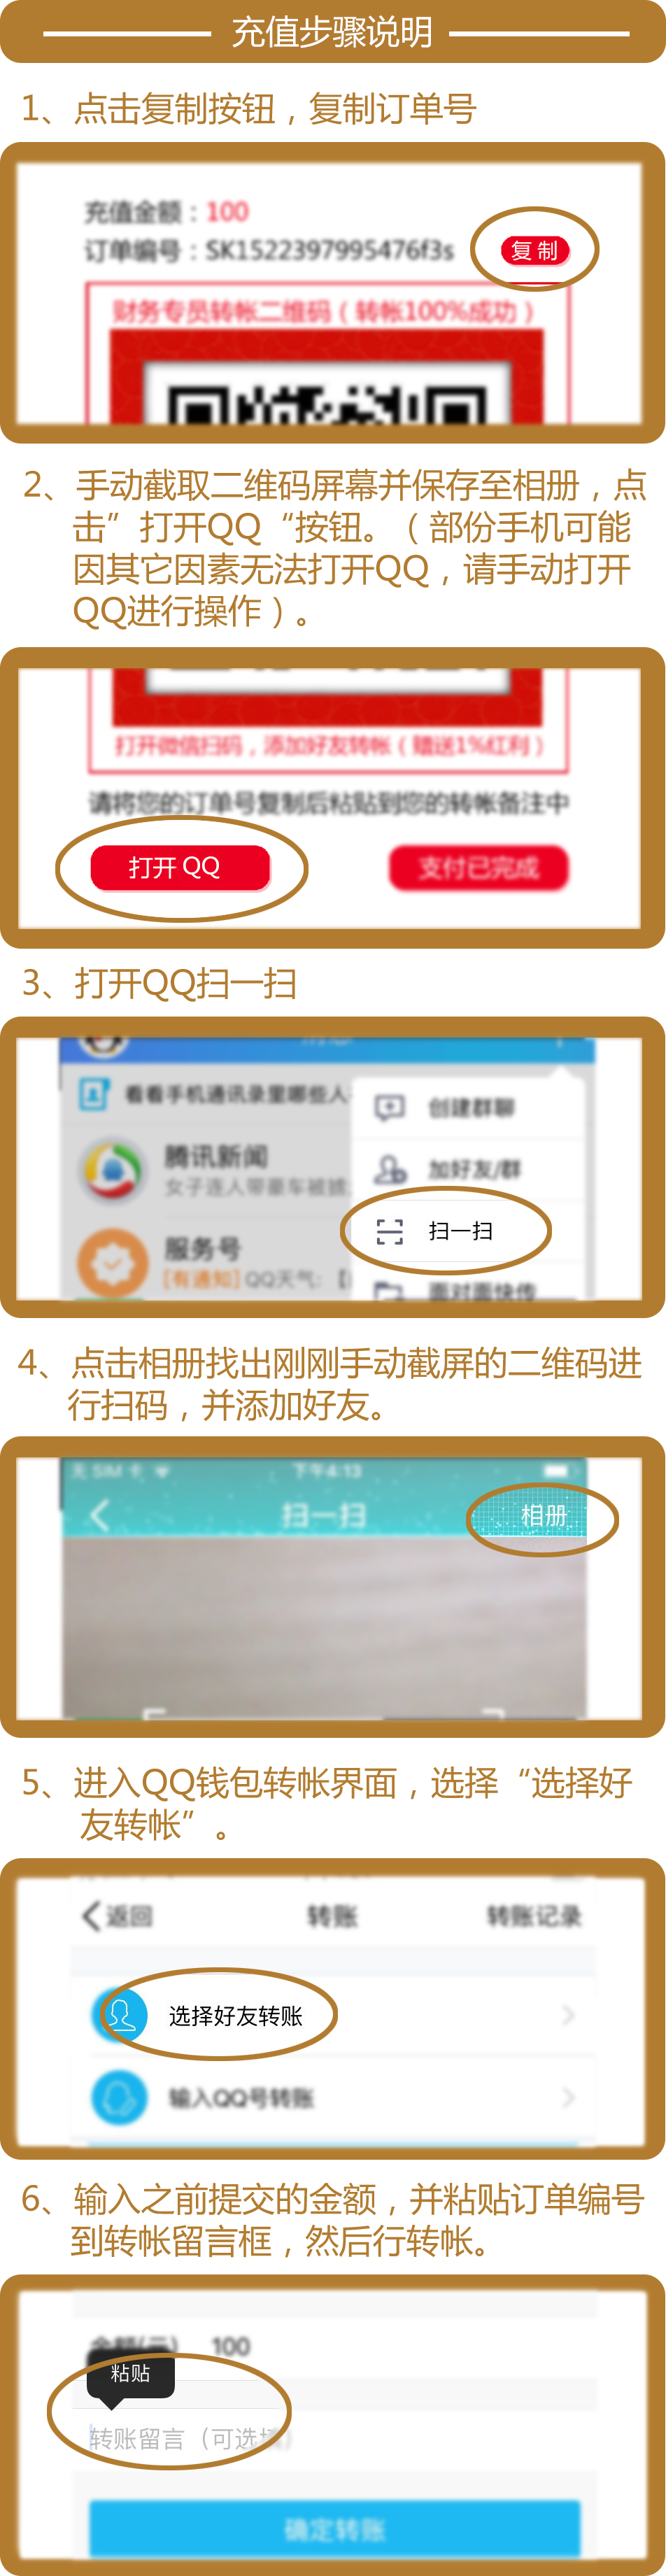 充值步骤说明
1、点击复制按钮，复制订单号
充值金额：100
订单编号：SK1522397995476f3s
复制
财务专员转帐二维码（转帐100%成功）
2、手动截取二维码屏幕并保存至相册，点
击”打开QQ“按钮。（部份手机可能
因其它因素无法打开QQ，请手动打开
QQ进行操作）。
打开微信扫码，添加好友转帐（赠送1%红利）
请将您的订单号复制后粘贴到您的转帐备注中
打开 QQ
支付已完成
3、打开QQ扫一扫
看看手机通讯录里哪些人
创建群聊
腾讯新闻
女子连人带豪车被掳
加好友/群
扫一扫
服务号
[有通知] QQ天气:
面对面快传
4、点击相册找出刚刚手动截屏的二维码进
行扫码，并添加好友。
无 SIM 卡
下午4:13
扫一扫
相册
5、进入QQ钱包转帐界面，选择“选择好
友转帐”。
返回
转账
转账记录
选择好友转账
输入QQ号转账
6、输入之前提交的金额，并粘贴订单编号
到转帐留言框，然后行转帐。
金额(元) 100
粘贴
转账留言（可选填）
确定转账